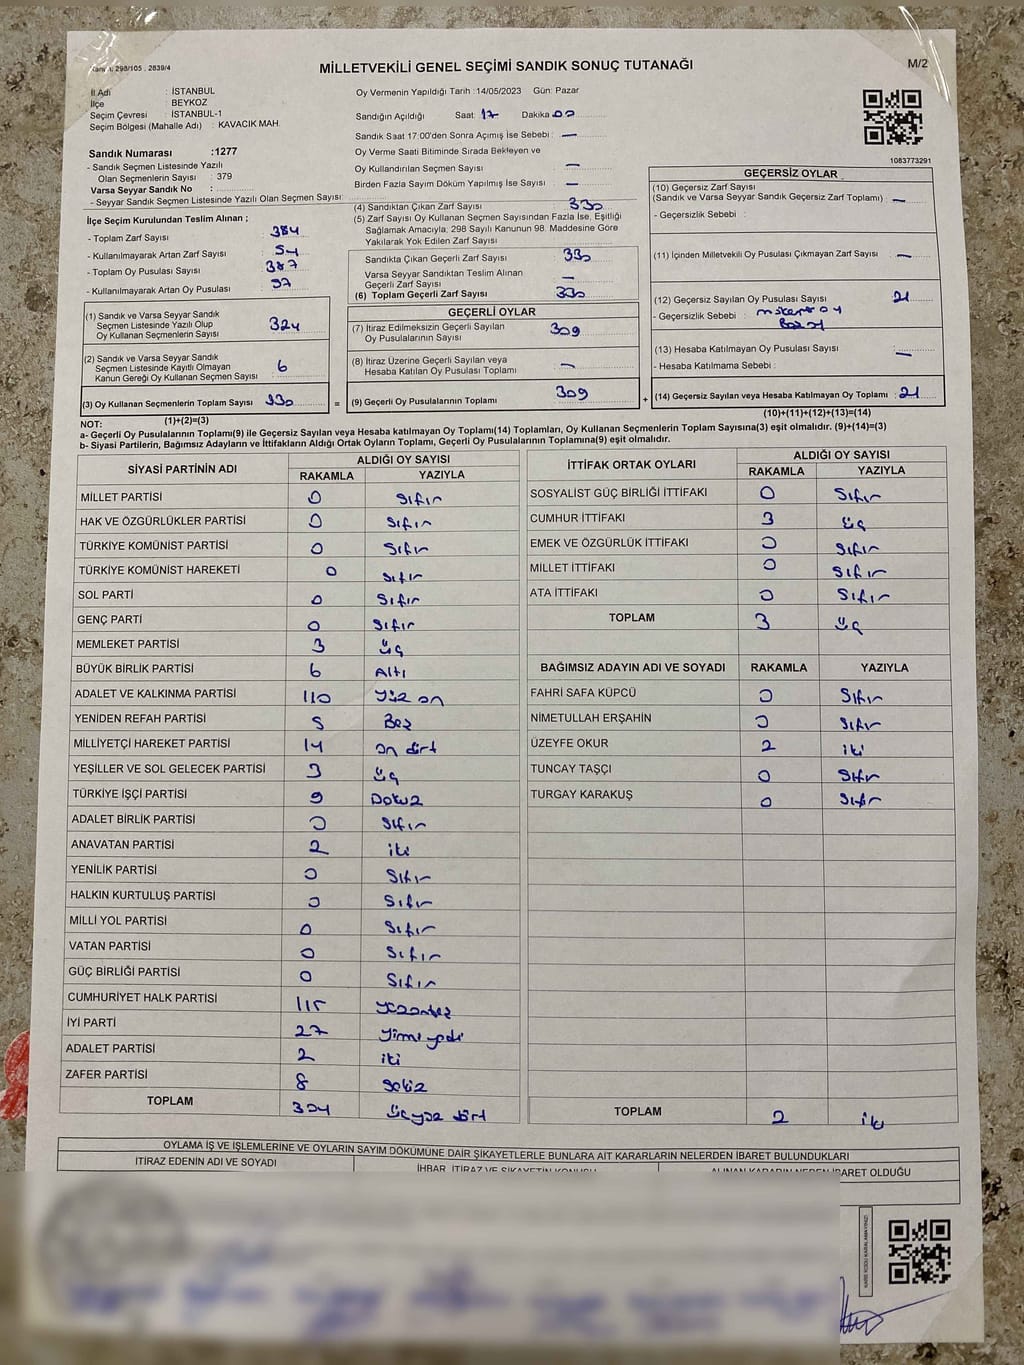 Kanun: 298/105, 2839/4
MİLLETVEKİLİ GENEL SEÇİMİ SANDIK SONUÇ TUTANAĞI
M/2
İl Adı : İSTANBUL
İlçe : BEYKOZ
Seçim Çevresi : İSTANBUL-1
Seçim Bölgesi (Mahalle Adı) : KAVACIK MAH.
Sandık Numarası :1277
- Sandık Seçmen Listesinde Yazılı
Olan Seçmenlerin Sayısı : 379
Varsa Seyyar Sandık No :
- Seyyar Sandık Seçmen Listesinde Yazılı Olan Seçmen Sayısı:
Oy Vermenin Yapıldığı Tarih : 14/05/2023 Gün: Pazar
Sandığın Açıldığı Saat: 17 Dakika 00
Sandık Saat 17:00'den Sonra Açımış İse Sebebi : —
Oy Verme Saati Bitiminde Sırada Bekleyen ve
Oy Kullandırılan Seçmen Sayısı —
Birden Fazla Sayım Döküm Yapılmış İse Sayısı : —
1083773291
İlçe Seçim Kurulundan Teslim Alınan ;
- Toplam Zarf Sayısı : 384
- Kullanılmayarak Artan Zarf Sayısı : 54
- Toplam Oy Pusulası Sayısı : 387
- Kullanılmayarak Artan Oy Pusulası : 57
(1) Sandık ve Varsa Seyyar Sandık
Seçmen Listesinde Yazılı Olup
Oy Kullanan Seçmenlerin Sayısı : 324
(2) Sandık ve Varsa Seyyar Sandık
Seçmen Listesinde Kayıtlı Olmayan
Kanun Gereği Oy Kullanan Seçmen Sayısı : 6
(3) Oy Kullanan Seçmenlerin Toplam Sayısı : 330
(4) Sandıktan Çıkan Zarf Sayısı : 330
(5) Zarf Sayısı Oy Kullanan Seçmen Sayısından Fazla İse, Eşitliği
Sağlamak Amacıyla, 298 Sayılı Kanunun 98. Maddesine Göre
Yakılarak Yok Edilen Zarf Sayısı :
Sandıkta Çıkan Geçerli Zarf Sayısı : 330
Varsa Seyyar Sandıktan Teslim Alınan
Geçerli Zarf Sayısı : —
(6) Toplam Geçerli Zarf Sayısı : 330
GEÇERLİ OYLAR
(7) İtiraz Edilmeksizin Geçerli Sayılan
Oy Pusulalarının Sayısı : 309
(8) İtiraz Üzerine Geçerli Sayılan veya
Hesaba Katılan Oy Pusulası Toplamı : —
= (9) Geçerli Oy Pusulalarının Toplamı : 309
GEÇERSİZ OYLAR
(10) Geçersiz Zarf Sayısı
(Sandık ve Varsa Seyyar Sandık Geçersiz Zarf Toplamı) : —
- Geçersizlik Sebebi :
(11) İçinden Milletvekili Oy Pusulası Çıkmayan Zarf Sayısı : —
(12) Geçersiz Sayılan Oy Pusulası Sayısı : 21
- Geçersizlik Sebebi :
(13) Hesaba Katılmayan Oy Pusulası Sayısı : —
- Hesaba Katılmama Sebebi :
+ (14) Geçersiz Sayılan veya Hesaba Katılmayan Oy Toplamı : 21
NOT: (1)+(2)=(3)
(10)+(11)+(12)+(13)=(14)
a- Geçerli Oy Pusulalarının Toplamı(9) ile Geçersiz Sayılan veya Hesaba katılmayan Oy Toplamı(14) Toplamları, Oy Kullanan Seçmenlerin Toplam Sayısına(3) eşit olmalıdır. (9)+(14)=(3)
b- Siyasi Partilerin, Bağımsız Adayların ve İttifakların Aldığı Ortak Oyların Toplamı, Geçerli Oy Pusulalarının Toplamına(9) eşit olmalıdır.
SİYASİ PARTİNİN ADI ALDIĞI OY SAYISI
RAKAMLA YAZIYLA
MİLLET PARTİSİ 0 Sıfır
HAK VE ÖZGÜRLÜKLER PARTİSİ 0 Sıfır
TÜRKİYE KOMÜNİST PARTİSİ 0 Sıfır
TÜRKİYE KOMÜNİST HAREKETİ 0 Sıfır
SOL PARTİ 0 Sıfır
GENÇ PARTİ 0 Sıfır
MEMLEKET PARTİSİ 3 üç
BÜYÜK BİRLİK PARTİSİ 6 Altı
ADALET VE KALKINMA PARTİSİ 110 Yüz on
YENİDEN REFAH PARTİSİ 5 Beş
MİLLİYETÇİ HAREKET PARTİSİ 14 on dört
YEŞİLLER VE SOL GELECEK PARTİSİ 3 üç
TÜRKİYE İŞÇİ PARTİSİ 9 Dokuz
ADALET BİRLİK PARTİSİ 0 Sıfır
ANAVATAN PARTİSİ 2 iki
YENİLİK PARTİSİ 0 Sıfır
HALKIN KURTULUŞ PARTİSİ 0 Sıfır
MİLLİ YOL PARTİSİ 0 Sıfır
VATAN PARTİSİ 0 Sıfır
GÜÇ BİRLİĞİ PARTİSİ 0 Sıfır
CUMHURİYET HALK PARTİSİ 115 yüzonbeş
İYİ PARTİ 27 yirmi yedi
ADALET PARTİSİ 2 iki
ZAFER PARTİSİ 8 sekiz
TOPLAM 304 üçyüz dört
İTTİFAK ORTAK OYLARI ALDIĞI OY SAYISI
RAKAMLA YAZIYLA
SOSYALİST GÜÇ BİRLİĞİ İTTİFAKI 0 Sıfır
CUMHUR İTTİFAKI 3 üç
EMEK VE ÖZGÜRLÜK İTTİFAKI 0 Sıfır
MİLLET İTTİFAKI 0 Sıfır
ATA İTTİFAKI 0 Sıfır
TOPLAM 3 üç
BAĞIMSIZ ADAYIN ADI VE SOYADI RAKAMLA YAZIYLA
FAHRİ SAFA KÜPCÜ 0 Sıfır
NİMETULLAH ERŞAHİN 0 Sıfır
ÜZEYFE OKUR 2 iki
TUNCAY TAŞÇI 0 Sıfır
TURGAY KARAKUŞ 0 Sıfır
TOPLAM 2 iki
OYLAMA İŞ VE İŞLEMLERİNE VE OYLARIN SAYIM DÖKÜMÜNE DAİR ŞİKAYETLERLE BUNLARA AİT KARARLARIN NELERDEN İBARET BULUNDUKLARI
İTİRAZ EDENİN ADI VE SOYADI İHBAR, İTİRAZ VE ŞİKAYETİN KONUSU ALINAN KARARIN NEDEN İBARET OLDUĞU
KARE KODU KARALAMAYINIZ!